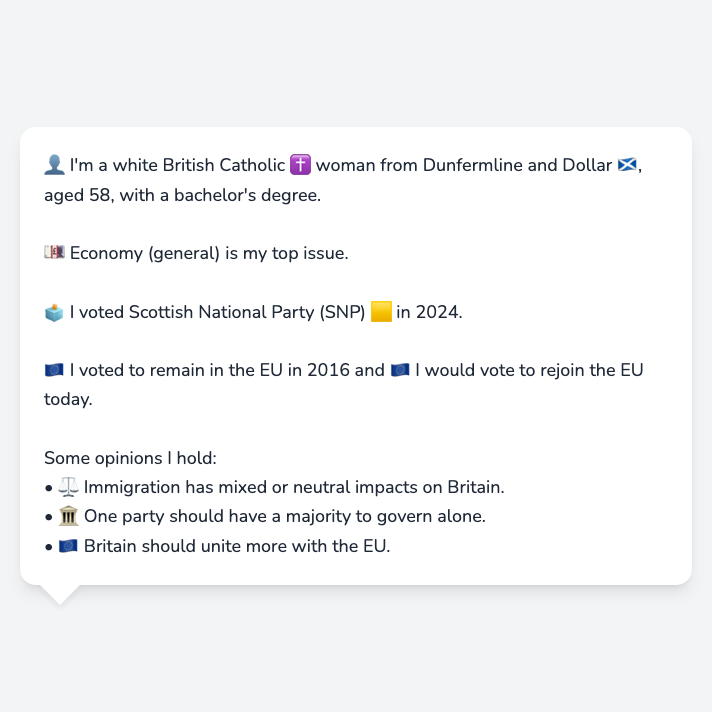 👤 I'm a white British Catholic ✝️ woman from Dunfermline and Dollar 🏴󠁧󠁢󠁳󠁣󠁴󠁿,
aged 58, with a bachelor's degree.
💷 Economy (general) is my top issue.
🗳️ I voted Scottish National Party (SNP) 🟨 in 2024.
🇪🇺 I voted to remain in the EU in 2016 and 🇪🇺 I would vote to rejoin the EU
today.
Some opinions I hold:
• ⚖️ Immigration has mixed or neutral impacts on Britain.
• 🏛️ One party should have a majority to govern alone.
• 🇪🇺 Britain should unite more with the EU.